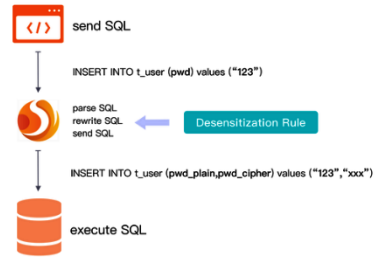 </>
send SQL
INSERT INTO t_user (pwd) values (“123”)
parse SQL
rewrite SQL
send SQL
Desensitization Rule
INSERT INTO t_user (pwd_plain,pwd_cipher) values (“123”,“xxx”)
execute SQL